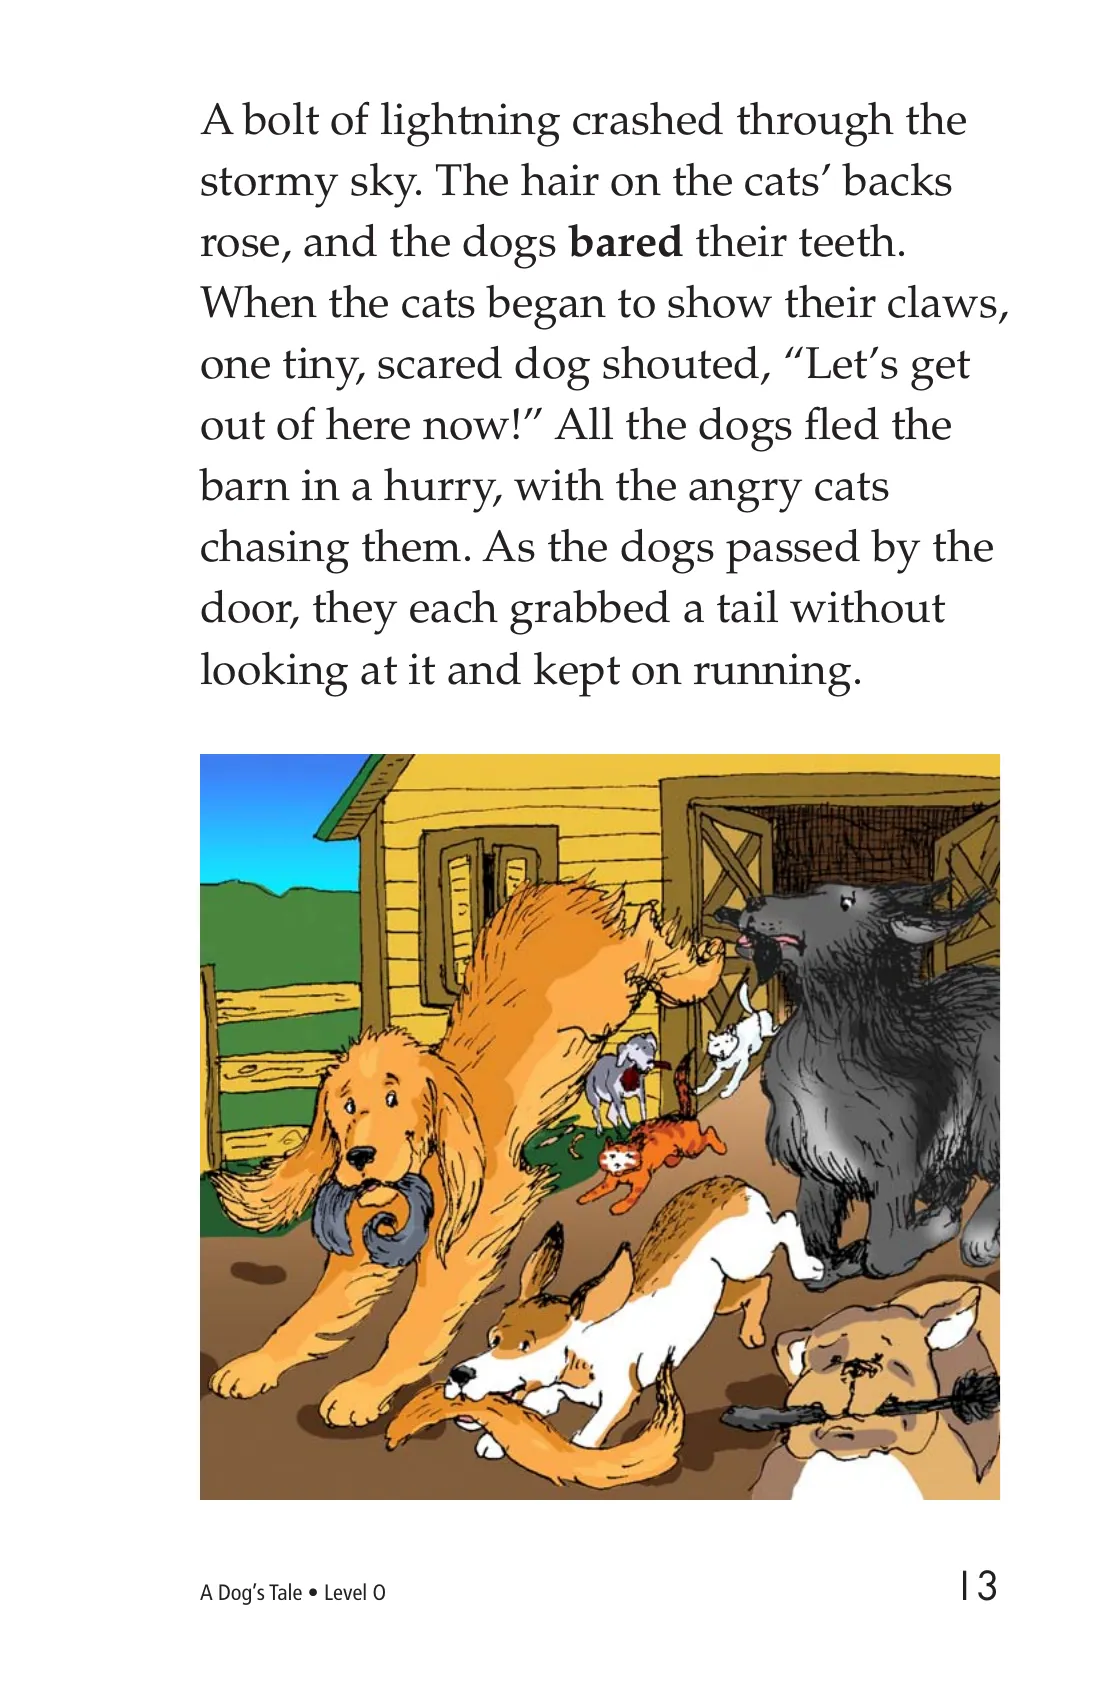 A bolt of lightning crashed through the
stormy sky. The hair on the cats’ backs
rose, and the dogs bared their teeth.
When the cats began to show their claws,
one tiny, scared dog shouted, “Let’s get
out of here now!” All the dogs fled the
barn in a hurry, with the angry cats
chasing them. As the dogs passed by the
door, they each grabbed a tail without
looking at it and kept on running.
A Dog’s Tale • Level O
13